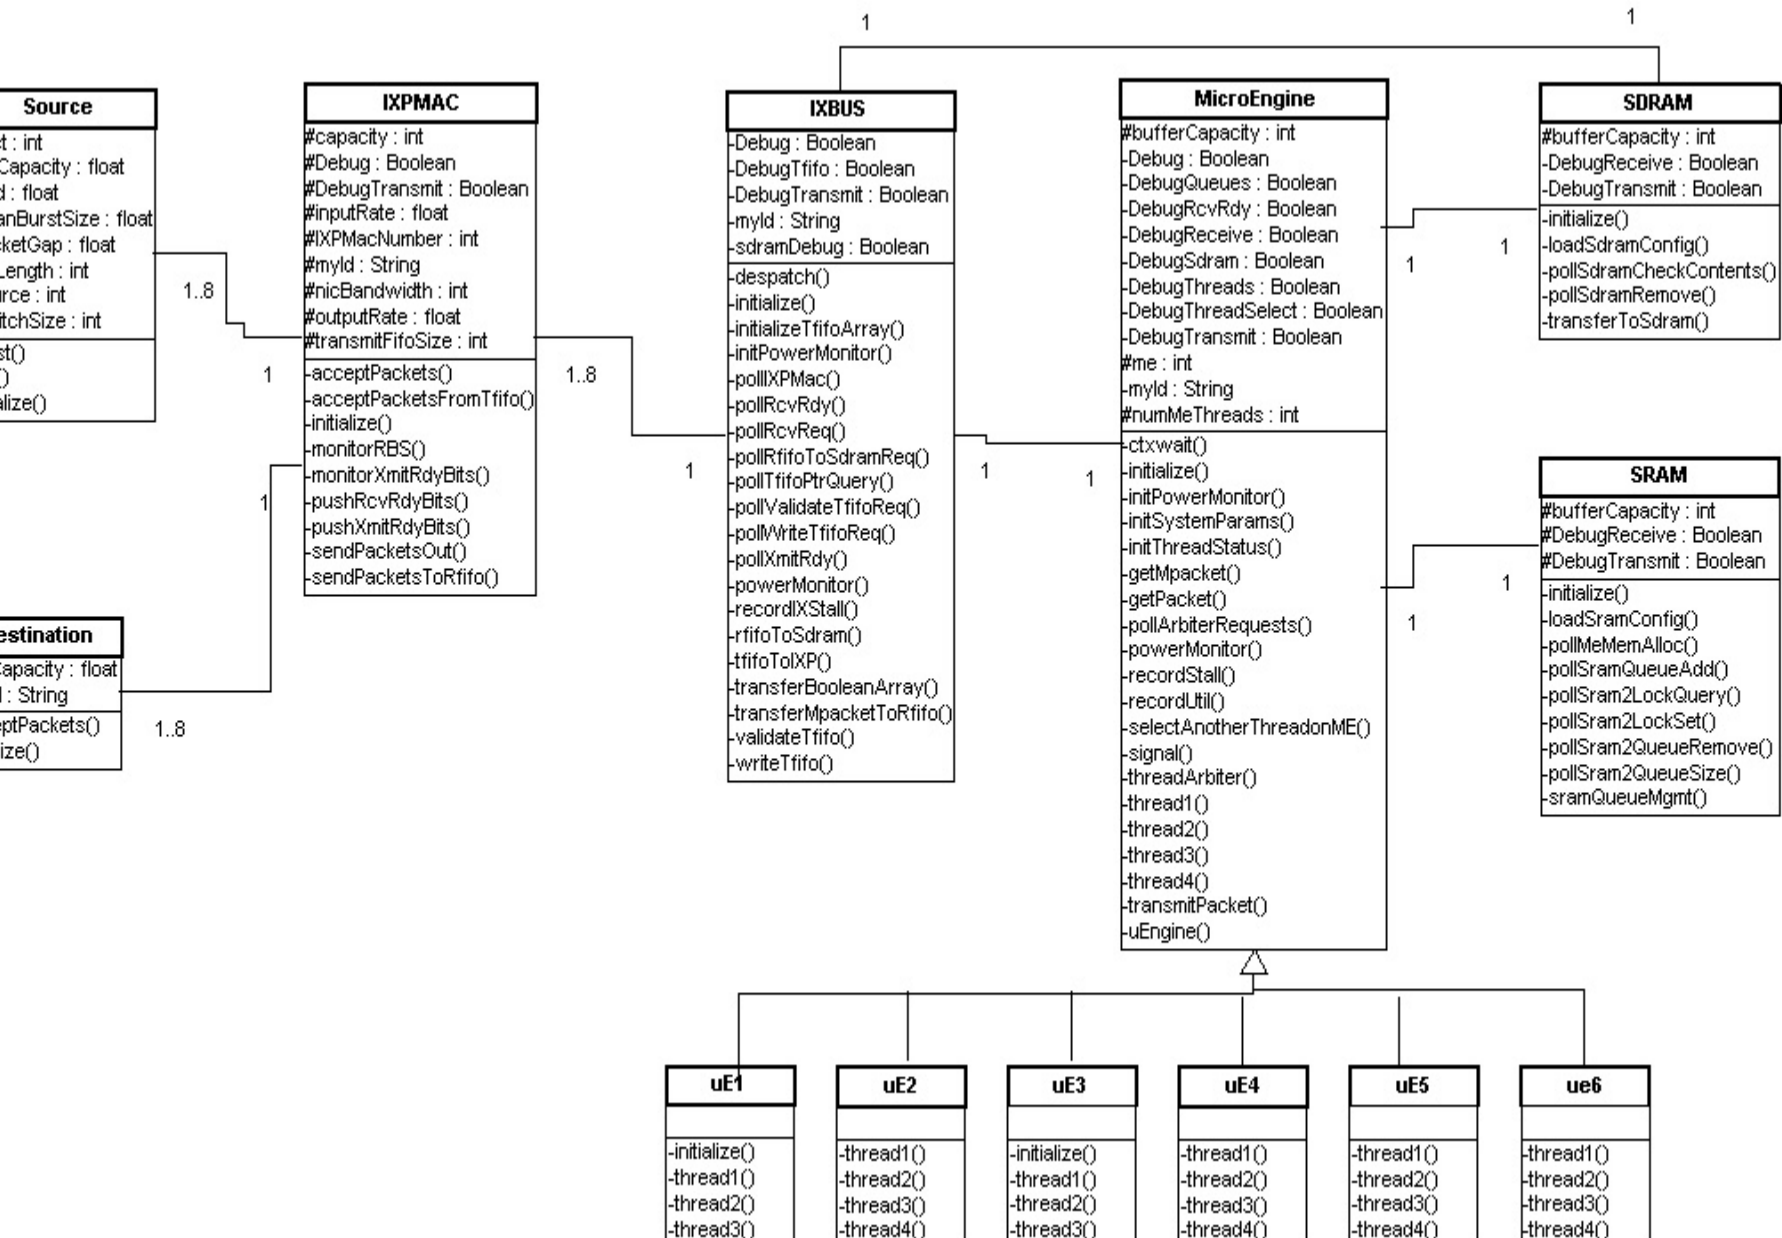 1
1
Source
t : int
Capacity : float
d : float
anBurstSize : float
cketGap : float
Length : int
urce : int
itchSize : int
st()
()
alize()
1..8
1
IXPMAC
#capacity : int
#Debug : Boolean
#DebugTransmit : Boolean
#inputRate : float
#IXPMacNumber : int
#myId : String
#nicBandwidth : int
#outputRate : float
#transmitFifoSize : int
-acceptPackets()
-acceptPacketsFromTfifo()
-initialize()
-monitorRBS()
-monitorXmitRdyBits()
-pushRcvRdyBits()
-pushXmitRdyBits()
-sendPacketsOut()
-sendPacketsToRfifo()
1
1..8
1
estination
Capacity : float
l : String
eptPackets()
ize()
1..8
IXBUS
-Debug : Boolean
-DebugTfifo : Boolean
-DebugTransmit : Boolean
-myId : String
-sdramDebug : Boolean
-despatch()
-initialize()
-initializeTfifoArray()
-initPowerMonitor()
-pollIXPMac()
-pollRcvRdy()
-pollRcvReq()
-pollRfifoToSdramReq()
-pollTfifoPtrQuery()
-pollValidateTfifoReq()
-pollWriteTfifoReq()
-pollXmitRdy()
-powerMonitor()
-recordIXStall()
-rfifoToSdram()
-tfifoToIXP()
-transferBooleanArray()
-transferMpacketToRfifo()
-validateTfifo()
-writeTfifo()
1
1
MicroEngine
#bufferCapacity : int
-Debug : Boolean
-DebugQueues : Boolean
-DebugRcvRdy : Boolean
-DebugReceive : Boolean
-DebugSdram : Boolean
-DebugThreads : Boolean
-DebugThreadSelect : Boolean
-DebugTransmit : Boolean
#me : int
-myId : String
#numMeThreads : int
-ctxwait()
-initialize()
-initPowerMonitor()
-initSystemParams()
-initThreadStatus()
-getMpacket()
-getPacket()
-pollArbiterRequests()
-powerMonitor()
-recordStall()
-recordUtil()
-selectAnotherThreadonME()
-signal()
-threadArbiter()
-thread1()
-thread2()
-thread3()
-thread4()
-transmitPacket()
-uEngine()
1
1
SDRAM
#bufferCapacity : int
-DebugReceive : Boolean
-DebugTransmit : Boolean
-initialize()
-loadSdramConfig()
-pollSdramCheckContents()
-pollSdramRemove()
-transferToSdram()
1
1
SRAM
#bufferCapacity : int
#DebugReceive : Boolean
#DebugTransmit : Boolean
-initialize()
-loadSramConfig()
-pollMeMemAlloc()
-pollSramQueueAdd()
-pollSram2LockQuery()
-pollSram2LockSet()
-pollSram2QueueRemove()
-pollSram2QueueSize()
-sramQueueMgmt()
uE1
-initialize()
-thread1()
-thread2()
-thread3()
uE2
-thread1()
-thread2()
-thread3()
-thread4()
uE3
-initialize()
-thread1()
-thread2()
-thread3()
uE4
-thread1()
-thread2()
-thread3()
-thread4()
uE5
-thread1()
-thread2()
-thread3()
-thread4()
ue6
-thread1()
-thread2()
-thread3()
-thread4()